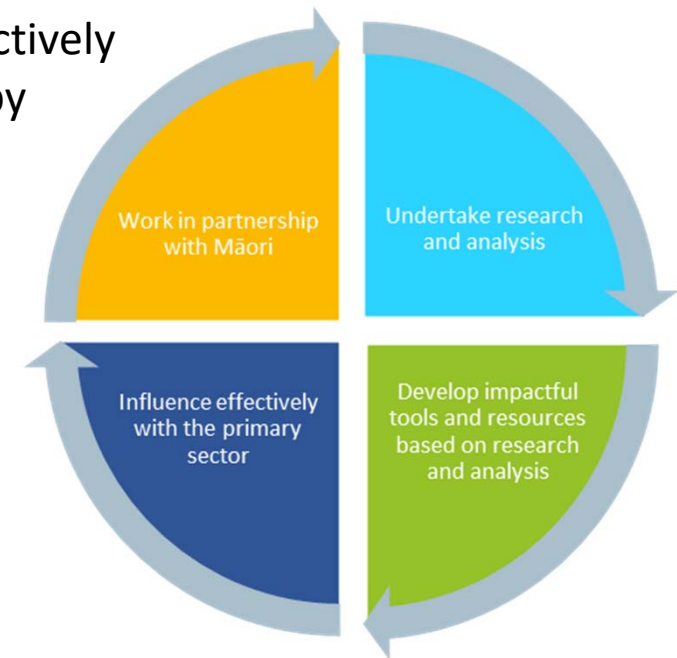 ctively
by
Work in partnership
with Māori
Undertake research
and analysis
Influence effectively
with the primary
sector
Develop impactful
tools and resources
based on research
and analysis